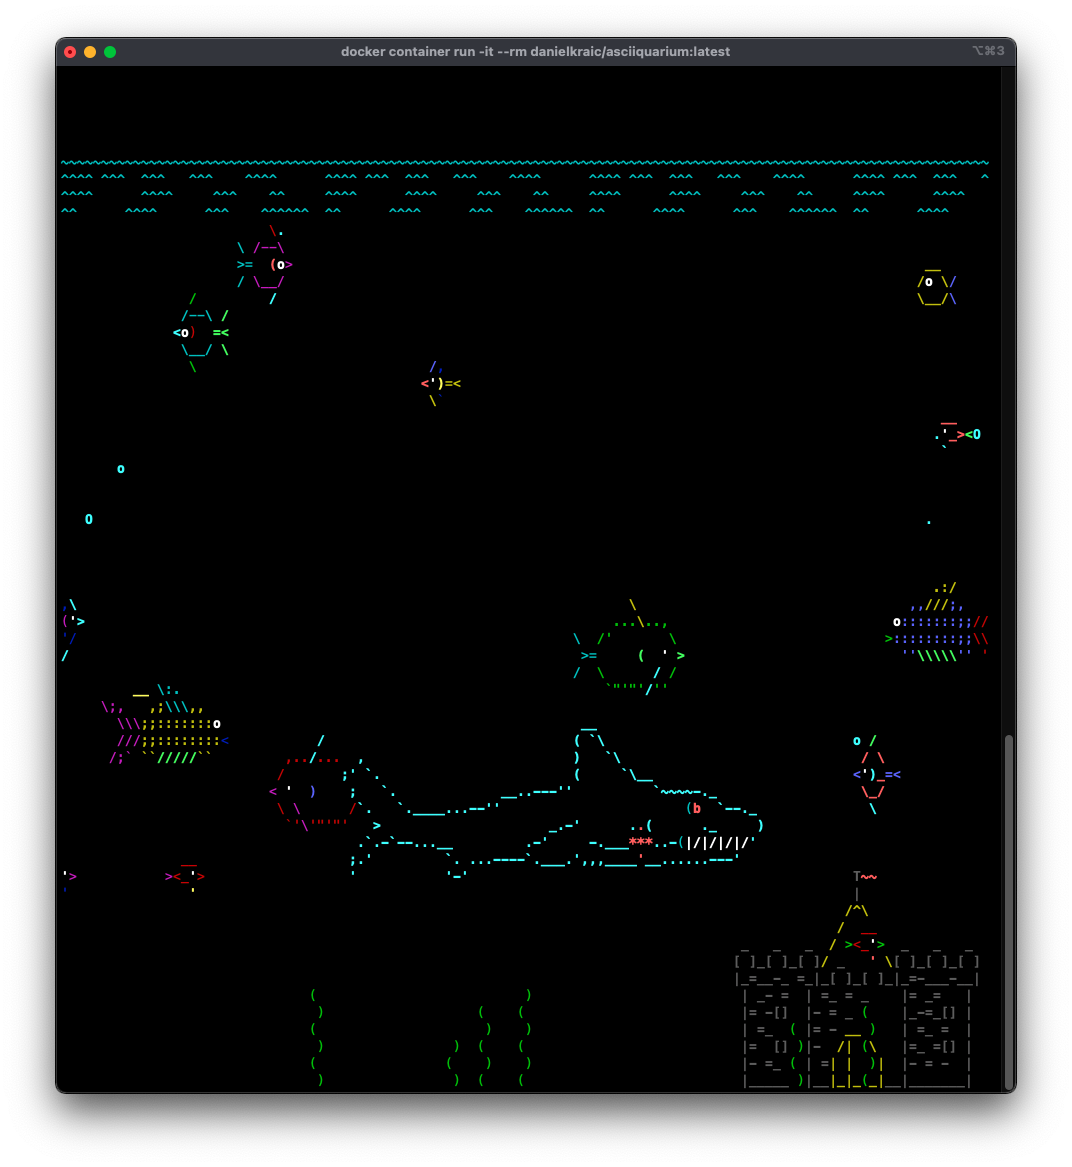 docker container run -it --rm danielkraic/asciiquarium:latest
⌥⌘3